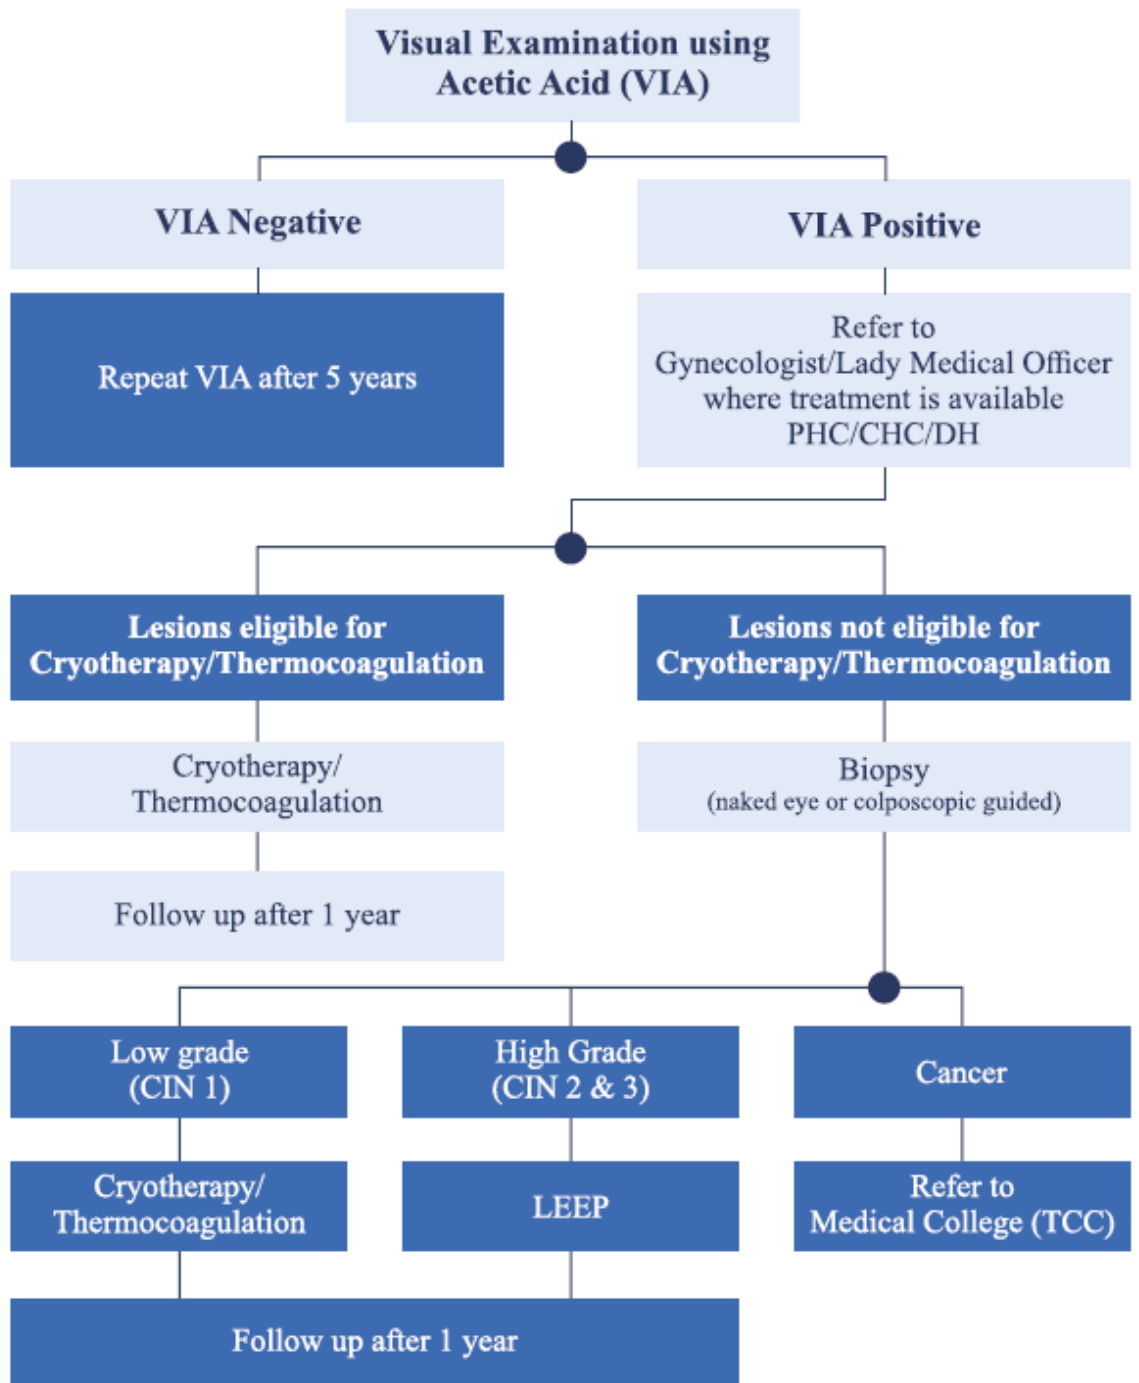 Visual Examination using
Acetic Acid (VIA)
VIA Negative
VIA Positive
Repeat VIA after 5 years
Refer to
Gynecologist/Lady Medical Officer
where treatment is available
PHC/CHC/DH
Lesions eligible for
Cryotherapy/Thermocoagulation
Lesions not eligible for
Cryotherapy/Thermocoagulation
Cryotherapy/
Thermocoagulation
Biopsy
(naked eye or colposcopic guided)
Follow up after 1 year
Low grade
(CIN 1)
High Grade
(CIN 2 & 3)
Cancer
Cryotherapy/
Thermocoagulation
LEEP
Refer to
Medical College (TCC)
Follow up after 1 year